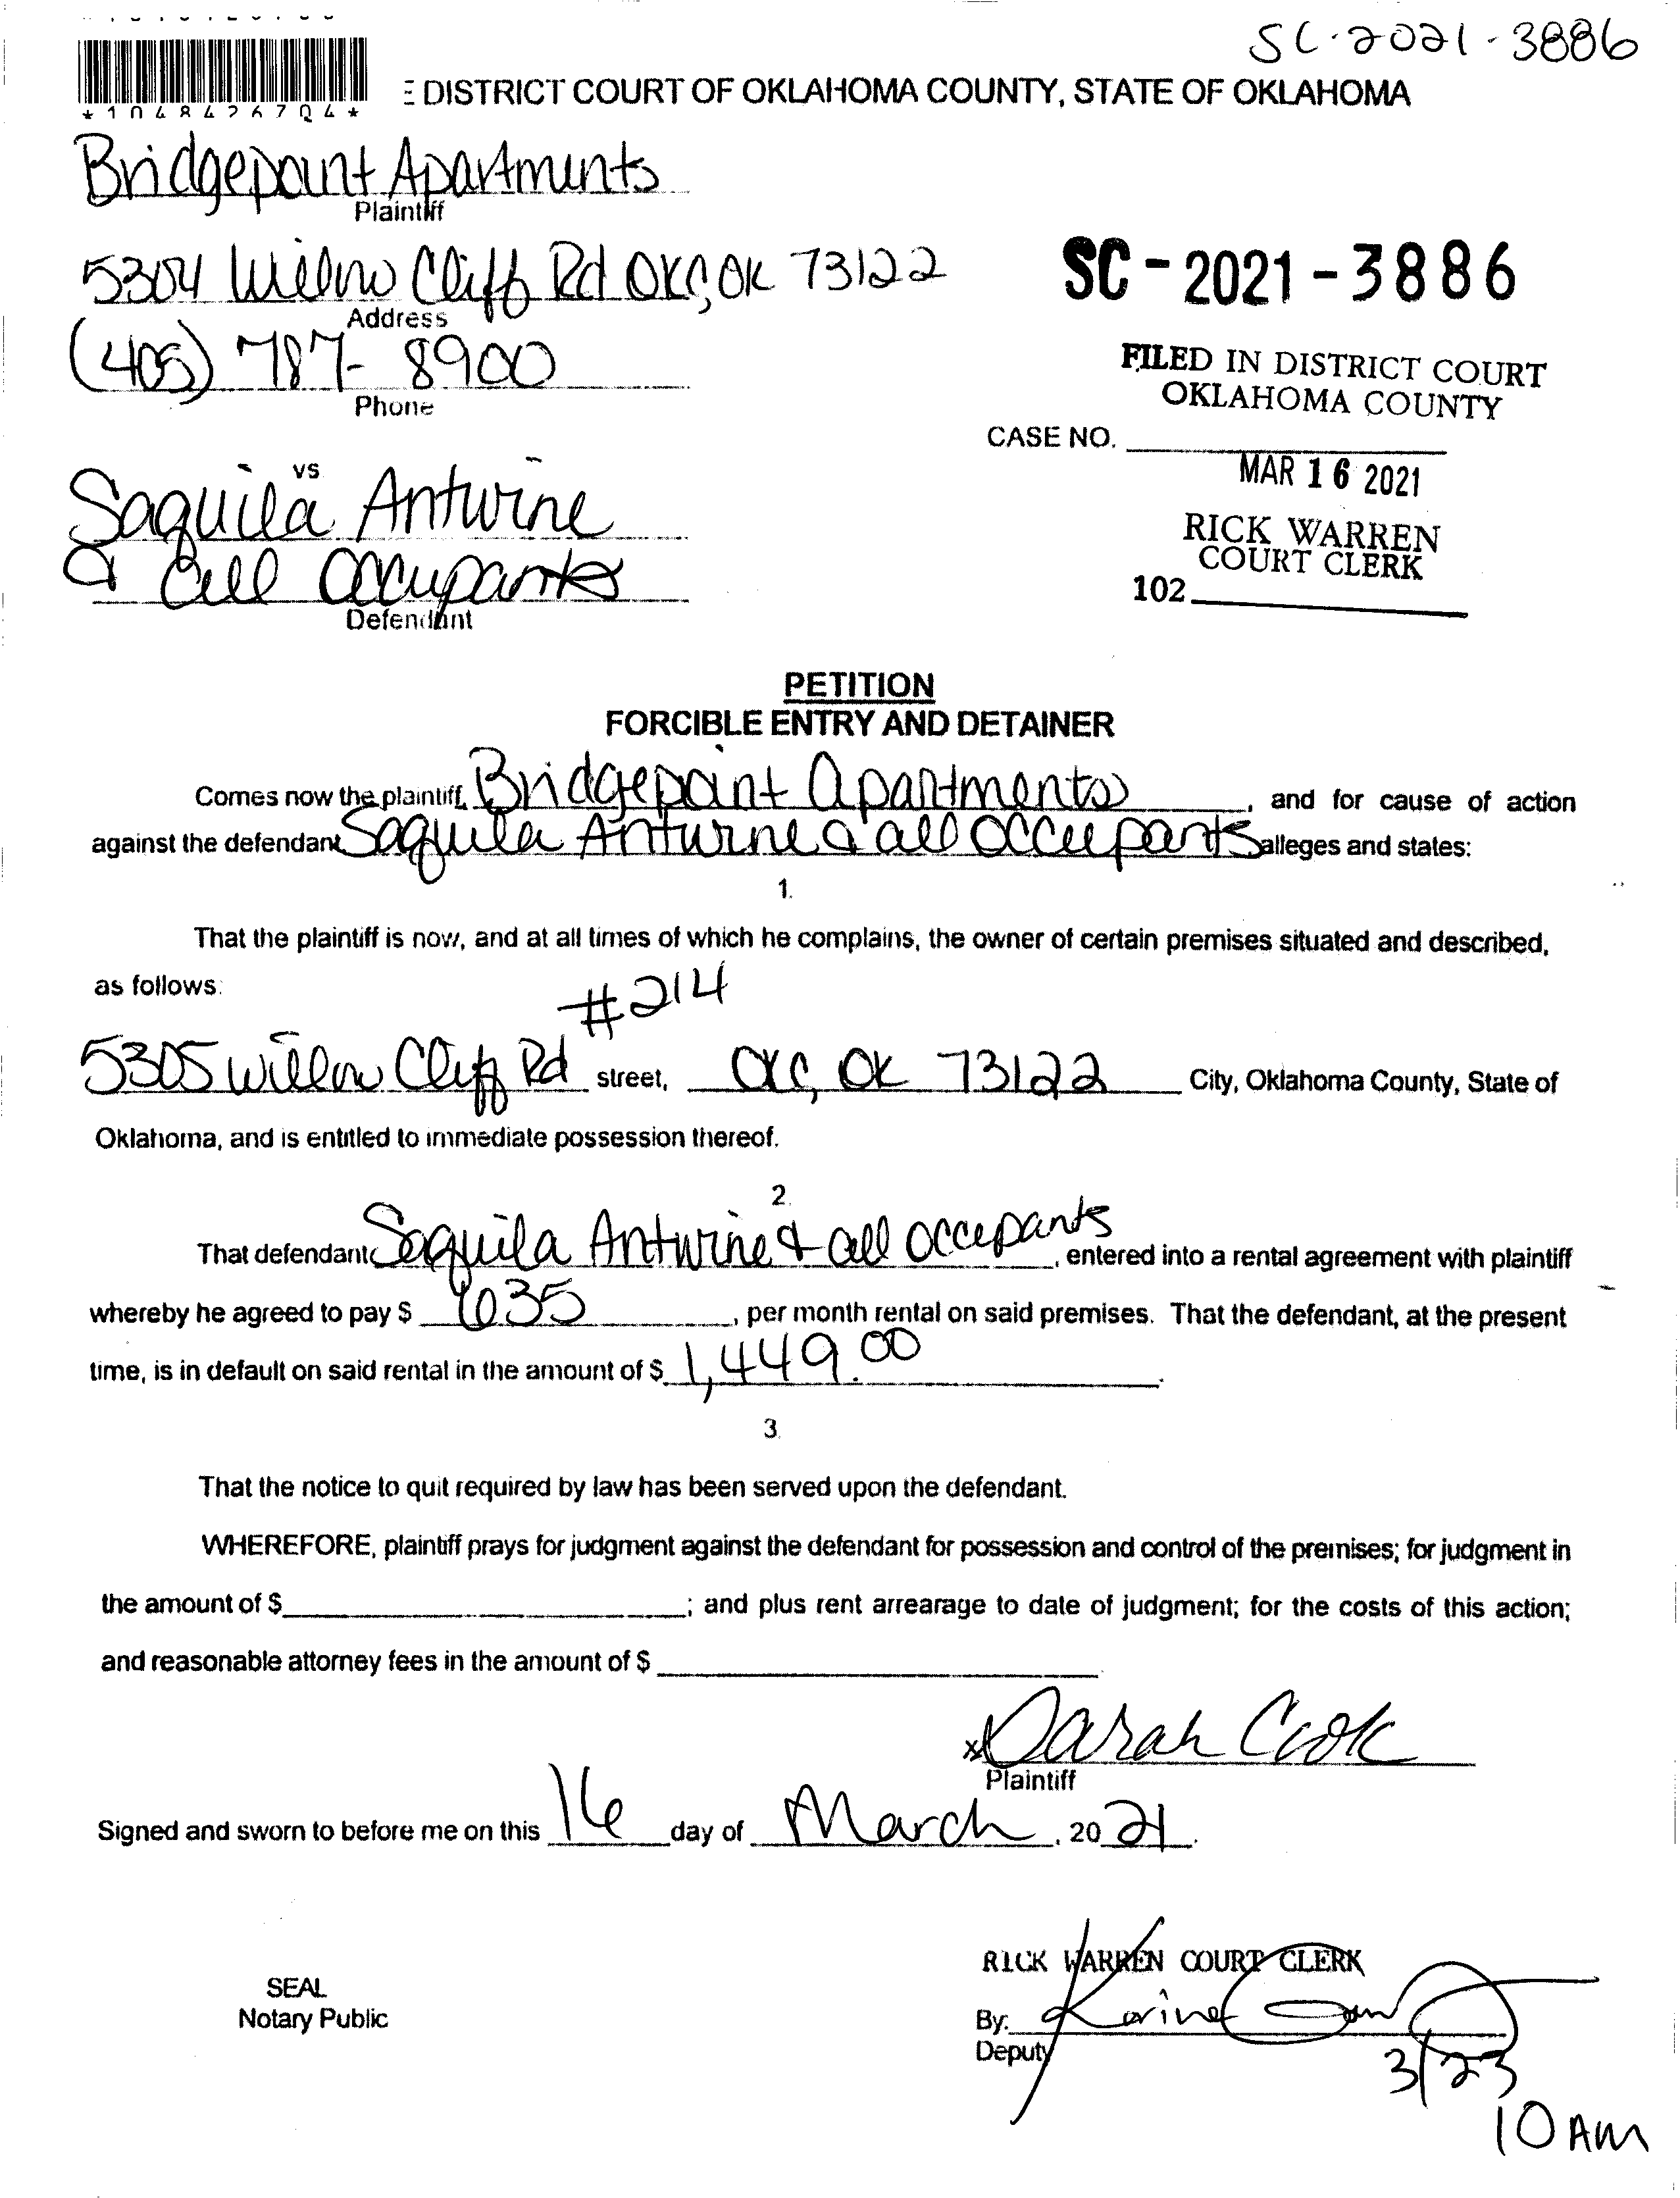 SC-2021-3886
*1048426704*
E DISTRICT COURT OF OKLAHOMA COUNTY, STATE OF OKLAHOMA
Bridgepoint Apartments
Plaintiff
5304 Willow Cliff Rd OKC, OK 73122
Address
SC-2021-3886
(405) 787-8900
Phone
FILED IN DISTRICT COURT
OKLAHOMA COUNTY
CASE NO.
MAR 16 2021
vs
Saquila Antwine
& all occupants
Defendant
RICK WARREN
COURT CLERK
102
PETITION
FORCIBLE ENTRY AND DETAINER
Comes now the plaintiff, Bridgepoint Apartments, and for cause of action
against the defendant Saquila Antwine & all occupants alleges and states:
1.
That the plaintiff is now, and at all times of which he complains, the owner of certain premises situated and described,
as follows:
#214
5305 Willow Cliff Rd street, OKC, OK 73122 City, Oklahoma County, State of
Oklahoma, and is entitled to immediate possession thereof.
2.
That defendant Saquila Antwine & all occupants, entered into a rental agreement with plaintiff
whereby he agreed to pay $ 635, per month rental on said premises. That the defendant, at the present
time, is in default on said rental in the amount of $ 1,449.00.
3.
That the notice to quit required by law has been served upon the defendant.
WHEREFORE, plaintiff prays for judgment against the defendant for possession and control of the premises; for judgment in
the amount of $ ; and plus rent arrearage to date of judgment; for the costs of this action;
and reasonable attorney fees in the amount of $
x Sarah Cook
Plaintiff
Signed and sworn to before me on this 16 day of March, 2021.
SEAL
Notary Public
RICK WARREN COURT CLERK
By:
Deputy
3/23
10 AM